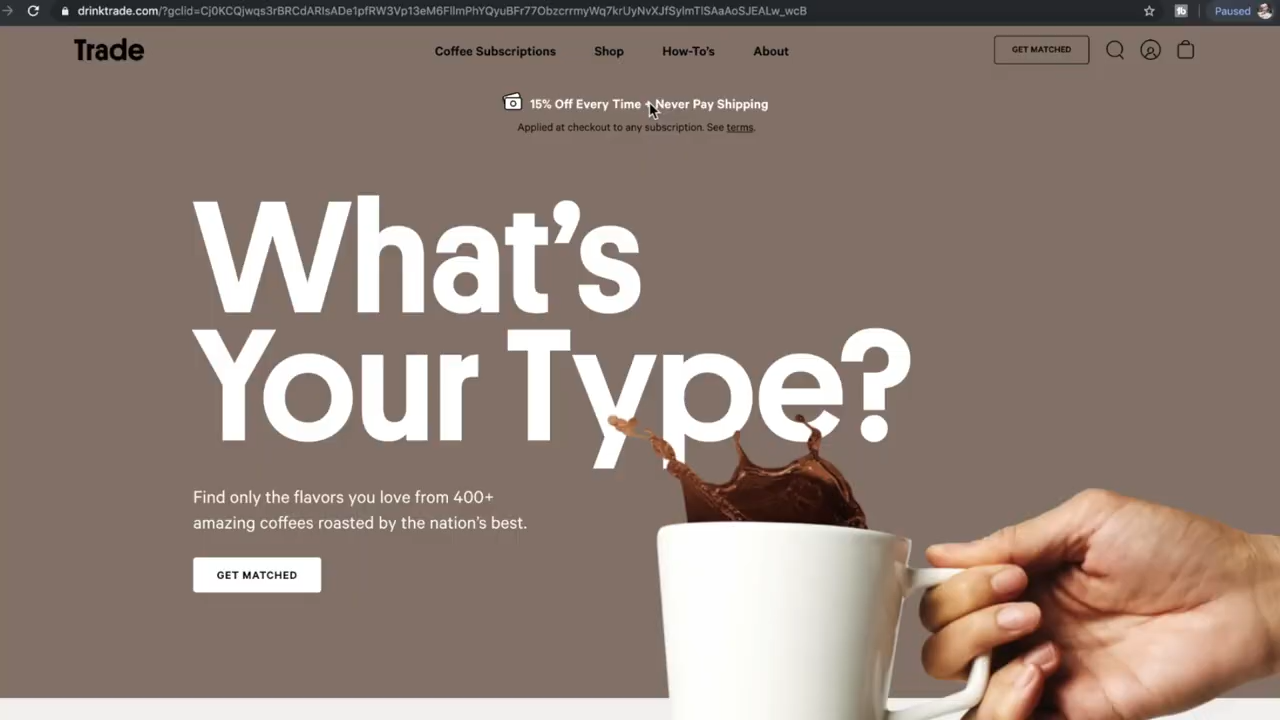 drinktrade.com/?gclid=Cj0KCQjwqs3rBRCdARIsADe1pfRW3Vp13eM6FIlmPhYQyuBFr77ObzcrrmyWq7krUyNvXJfSylmTlSAaAoSJEALw_wcB
Paused
Trade
Coffee Subscriptions
Shop
How-To's
About
GET MATCHED
15% Off Every Time + Never Pay Shipping
Applied at checkout to any subscription. See terms.
What's
Your Type?
Find only the flavors you love from 400+
amazing coffees roasted by the nation's best.
GET MATCHED